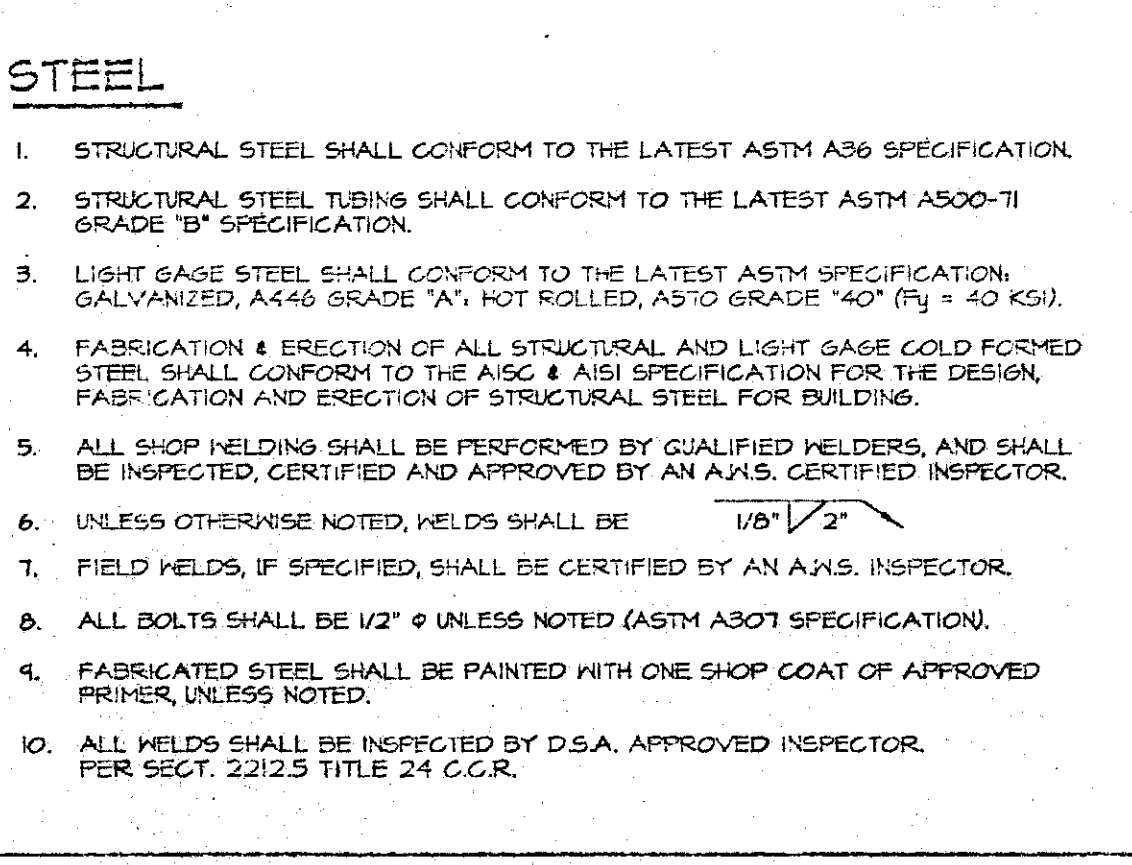 STEEL
1. STRUCTURAL STEEL SHALL CONFORM TO THE LATEST ASTM A36 SPECIFICATION.
2. STRUCTURAL STEEL TUBING SHALL CONFORM TO THE LATEST ASTM A500-71
GRADE "B" SPECIFICATION.
3. LIGHT GAGE STEEL SHALL CONFORM TO THE LATEST ASTM SPECIFICATION:
GALVANIZED, A446 GRADE "A": HOT ROLLED, A570 GRADE "40" (Fy = 40 KSI).
4. FABRICATION & ERECTION OF ALL STRUCTURAL AND LIGHT GAGE COLD FORMED
STEEL SHALL CONFORM TO THE AISC & AISI SPECIFICATION FOR THE DESIGN,
FABRICATION AND ERECTION OF STRUCTURAL STEEL FOR BUILDING.
5. ALL SHOP WELDING SHALL BE PERFORMED BY QUALIFIED WELDERS, AND SHALL
BE INSPECTED, CERTIFIED AND APPROVED BY AN A.W.S. CERTIFIED INSPECTOR.
6. UNLESS OTHERWISE NOTED, WELDS SHALL BE 1/8" 2"
7. FIELD WELDS, IF SPECIFIED, SHALL BE CERTIFIED BY AN A.W.S. INSPECTOR.
8. ALL BOLTS SHALL BE 1/2" Φ UNLESS NOTED (ASTM A307 SPECIFICATION).
9. FABRICATED STEEL SHALL BE PAINTED WITH ONE SHOP COAT OF APPROVED
PRIMER, UNLESS NOTED.
10. ALL WELDS SHALL BE INSPECTED BY D.S.A. APPROVED INSPECTOR.
PER SECT. 2212.5 TITLE 24 C.C.R.